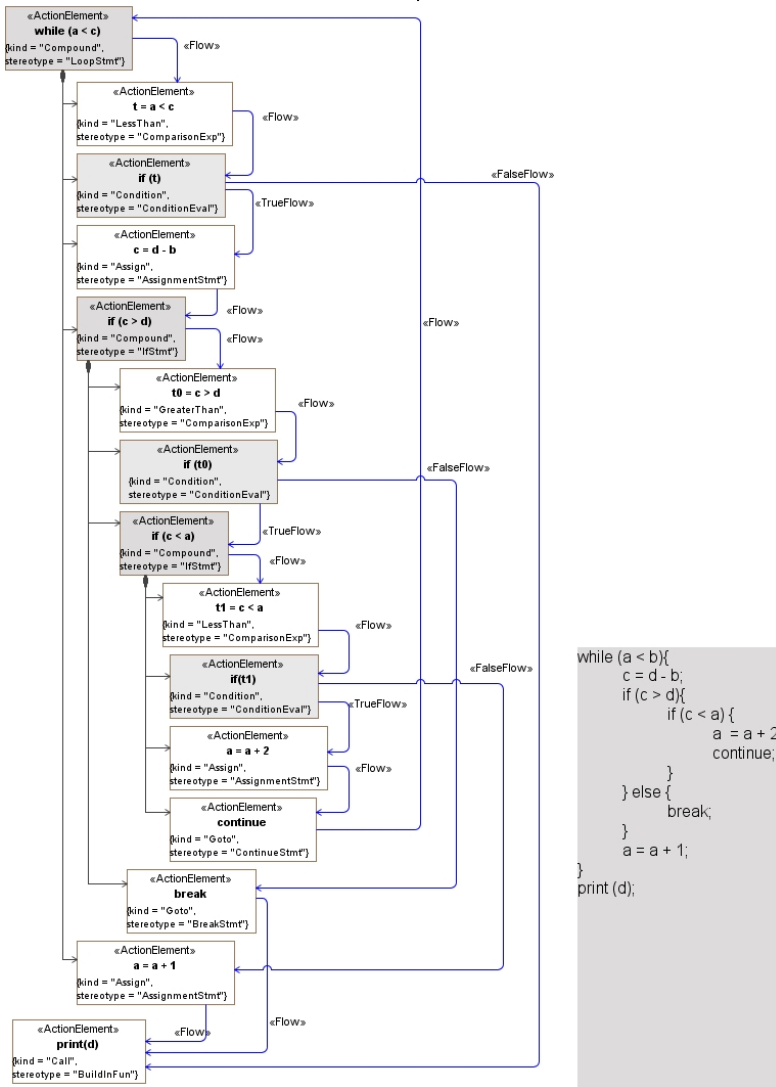 «ActionElement»
while (a < c)
{kind = "Compound",
stereotype = "LoopStmt"}
«Flow»
«ActionElement»
t = a < c
{kind = "LessThan",
stereotype = "ComparisonExp"}
«Flow»
«ActionElement»
if (t)
{kind = "Condition",
stereotype = "ConditionEval"}
«FalseFlow»
«TrueFlow»
«ActionElement»
c = d - b
{kind = "Assign",
stereotype = "AssignmentStmt"}
«Flow»
«ActionElement»
if (c > d)
{kind = "Compound",
stereotype = "IfStmt"}
«Flow»
«Flow»
«ActionElement»
t0 = c > d
{kind = "GreaterThan",
stereotype = "ComparisonExp"}
«Flow»
«ActionElement»
if (t0)
{kind = "Condition",
stereotype = "ConditionEval"}
«FalseFlow»
«TrueFlow»
«ActionElement»
if (c < a)
{kind = "Compound",
stereotype = "IfStmt"}
«Flow»
«ActionElement»
t1 = c < a
{kind = "LessThan",
stereotype = "ComparisonExp"}
«Flow»
«ActionElement»
if(t1)
{kind = "Condition",
stereotype = "ConditionEval"}
«FalseFlow»
«TrueFlow»
«ActionElement»
a = a + 2
{kind = "Assign",
stereotype = "AssignmentStmt"}
«Flow»
«ActionElement»
continue
{kind = "Goto",
stereotype = "ContinueStmt"}
«ActionElement»
break
{kind = "Goto",
stereotype = "BreakStmt"}
«ActionElement»
a = a + 1
{kind = "Assign",
stereotype = "AssignmentStmt"}
«Flow»
«Flow»
«ActionElement»
print(d)
{kind = "Call",
stereotype = "BuildInFun"}
while (a < b){
c = d - b;
if (c > d){
if (c < a) {
a = a + 2
continue;
}
} else {
break;
}
a = a + 1;
}
print (d);